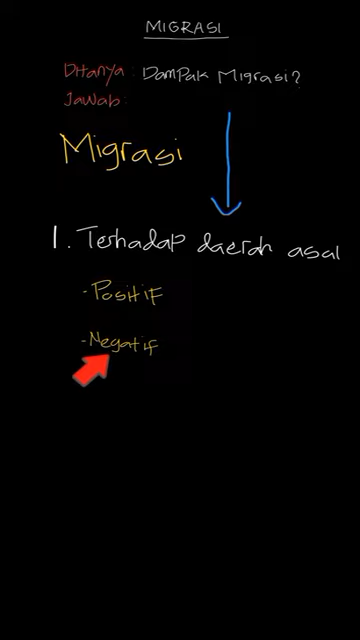 MIGRASI
Ditanya: Dampak Migrasi?
Jawab:
Migrasi
1. Terhadap daerah asal
- Positif
- Negatif